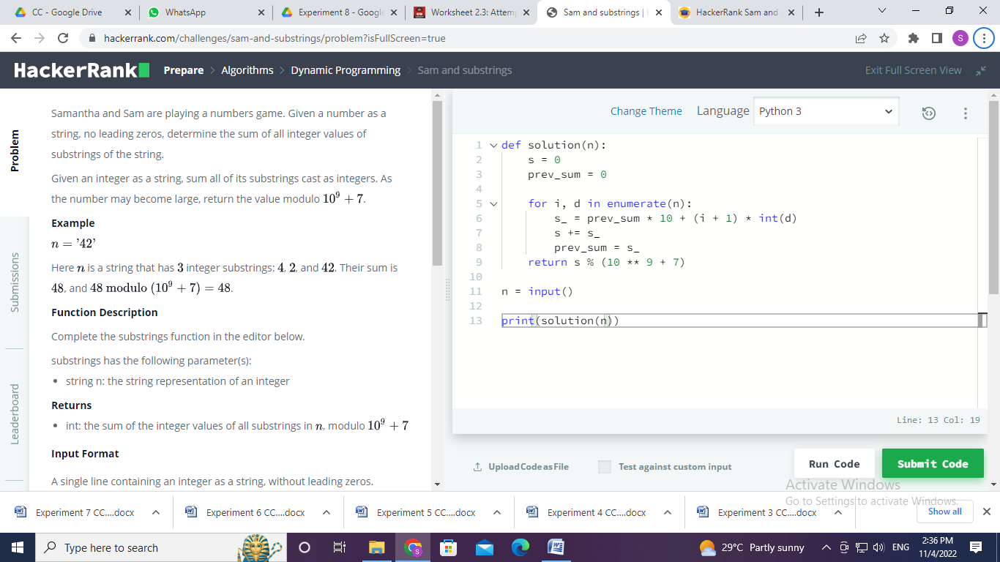 CC - Google Drive
WhatsApp
Experiment 8 - Google
Worksheet 2.3: Attemp
Sam and substrings |
HackerRank Sam and
hackerrank.com/challenges/sam-and-substrings/problem?isFullScreen=true
S
HackerRank
Prepare > Algorithms > Dynamic Programming > Sam and substrings
Exit Full Screen View
Problem
Submissions
Leaderboard
Samantha and Sam are playing a numbers game. Given a number as a
string, no leading zeros, determine the sum of all integer values of
substrings of the string.
Given an integer as a string, sum all of its substrings cast as integers. As
the number may become large, return the value modulo 10⁹ + 7.
Example
n = ’42’
Here n is a string that has 3 integer substrings: 4, 2, and 42. Their sum is
48, and 48 modulo (10⁹ + 7) = 48.
Function Description
Complete the substrings function in the editor below.
substrings has the following parameter(s):
• string n: the string representation of an integer
Returns
• int: the sum of the integer values of all substrings in n, modulo 10⁹ + 7
Input Format
A single line containing an integer as a string, without leading zeros.
Change Theme
Language
Python 3
1 def solution(n):
2 s = 0
3 prev_sum = 0
4
5 for i, d in enumerate(n):
6 s_ = prev_sum * 10 + (i + 1) * int(d)
7 s += s_
8 prev_sum = s_
9 return s % (10 ** 9 + 7)
10
11 n = input()
12
13 print(solution(n))
Line: 13 Col: 19
Upload Code as File
Test against custom input
Run Code
Submit Code
Activate Windows
Go to Settings to activate Windows.
Experiment 7 CC....docx
Experiment 6 CC....docx
Experiment 5 CC....docx
Experiment 4 CC....docx
Experiment 3 CC....docx
Show all
Type here to search
29°C Partly sunny
ENG
2:36 PM
11/4/2022